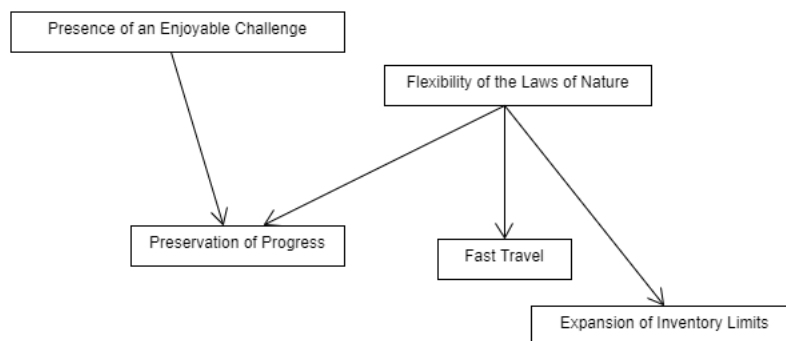 Presence of an Enjoyable Challenge
Flexibility of the Laws of Nature
Preservation of Progress
Fast Travel
Expansion of Inventory Limits